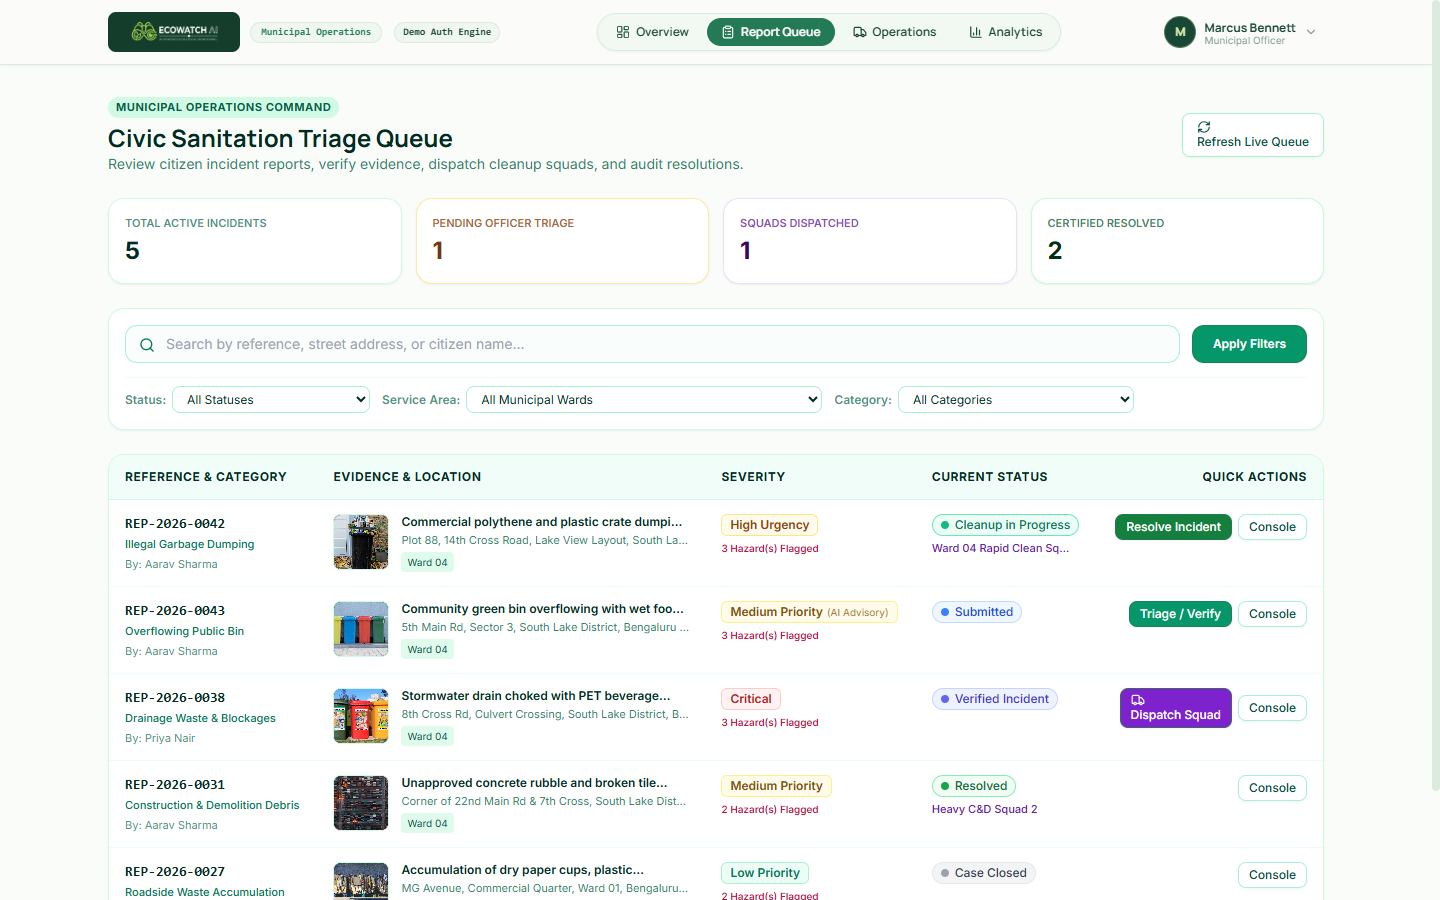 ECOWATCH AI
Municipal Operations
Demo Auth Engine
Overview
Report Queue
Operations
Analytics
M
Marcus Bennett
Municipal Officer
MUNICIPAL OPERATIONS COMMAND
Civic Sanitation Triage Queue
Review citizen incident reports, verify evidence, dispatch cleanup squads, and audit resolutions.
Refresh Live Queue
TOTAL ACTIVE INCIDENTS
5
PENDING OFFICER TRIAGE
1
SQUADS DISPATCHED
1
CERTIFIED RESOLVED
2
Search by reference, street address, or citizen name...
Apply Filters
Status: All Statuses
Service Area: All Municipal Wards
Category: All Categories
REFERENCE & CATEGORY
EVIDENCE & LOCATION
SEVERITY
CURRENT STATUS
QUICK ACTIONS
REP-2026-0042
Illegal Garbage Dumping
By: Aarav Sharma
Commercial polythene and plastic crate dumpi...
Plot 88, 14th Cross Road, Lake View Layout, South La...
Ward 04
High Urgency
3 Hazard(s) Flagged
Cleanup in Progress
Ward 04 Rapid Clean Sq...
Resolve Incident
Console
REP-2026-0043
Overflowing Public Bin
By: Aarav Sharma
Community green bin overflowing with wet foo...
5th Main Rd, Sector 3, South Lake District, Bengaluru ...
Ward 04
Medium Priority (AI Advisory)
3 Hazard(s) Flagged
Submitted
Triage / Verify
Console
REP-2026-0038
Drainage Waste & Blockages
By: Priya Nair
Stormwater drain choked with PET beverage...
8th Cross Rd, Culvert Crossing, South Lake District, B...
Ward 04
Critical
3 Hazard(s) Flagged
Verified Incident
Dispatch Squad
Console
REP-2026-0031
Construction & Demolition Debris
By: Aarav Sharma
Unapproved concrete rubble and broken tile...
Corner of 22nd Main Rd & 7th Cross, South Lake Dist...
Ward 04
Medium Priority
2 Hazard(s) Flagged
Resolved
Heavy C&D Squad 2
Console
REP-2026-0027
Roadside Waste Accumulation
Accumulation of dry paper cups, plastic...
MG Avenue, Commercial Quarter, Ward 01, Bengaluru...
Low Priority
2 Hazard(s) Flagged
Case Closed
Console